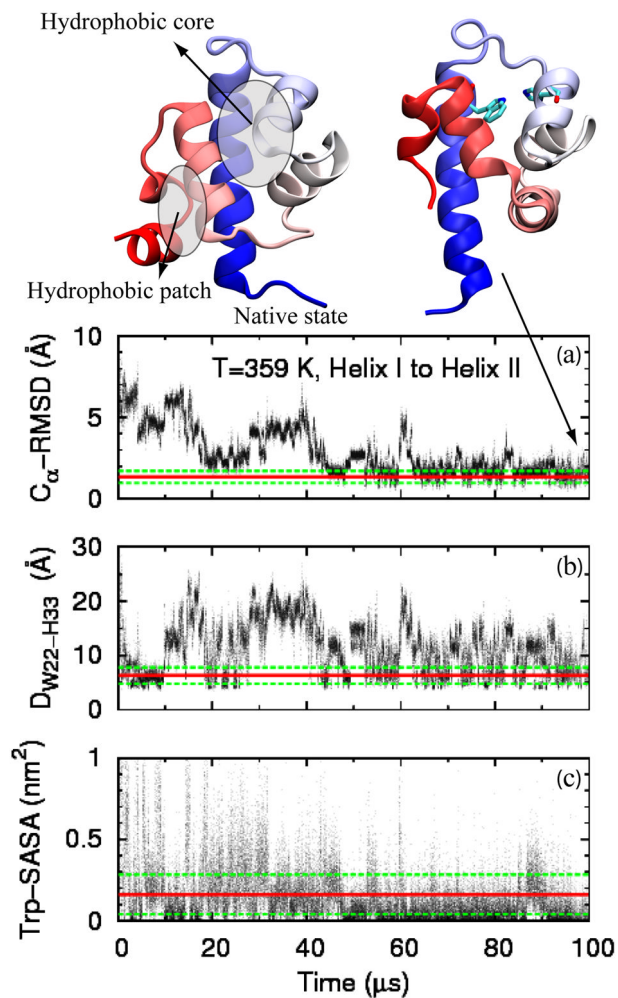 Hydrophobic core
Hydrophobic patch
Native state
10
5
0
Cα–RMSD (Å)
T=359 K, Helix I to Helix II
(a)
30
20
10
0
DW22–H33 (Å)
(b)
1
0.5
0
Trp–SASA (nm²)
(c)
0 20 40 60 80 100
Time (μs)